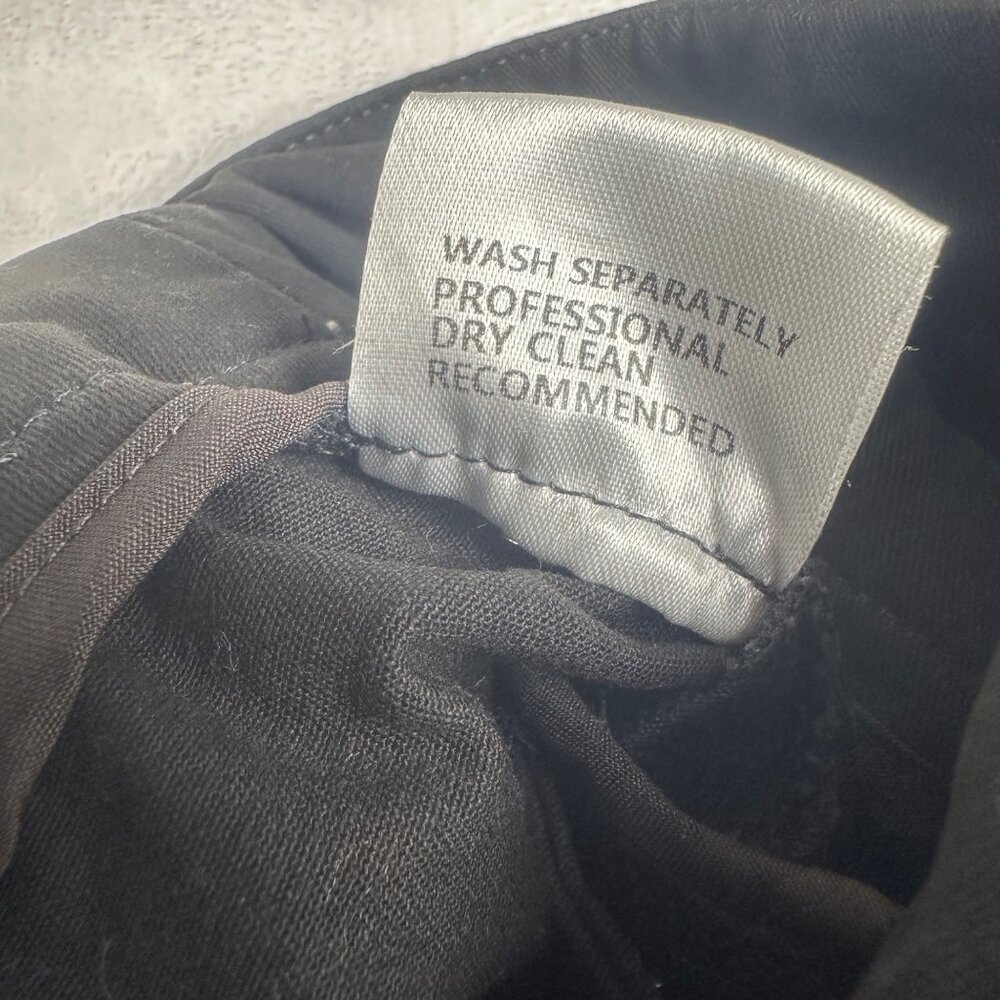 WASH SEPARATELY
PROFESSIONAL
DRY CLEAN
RECOMMENDED